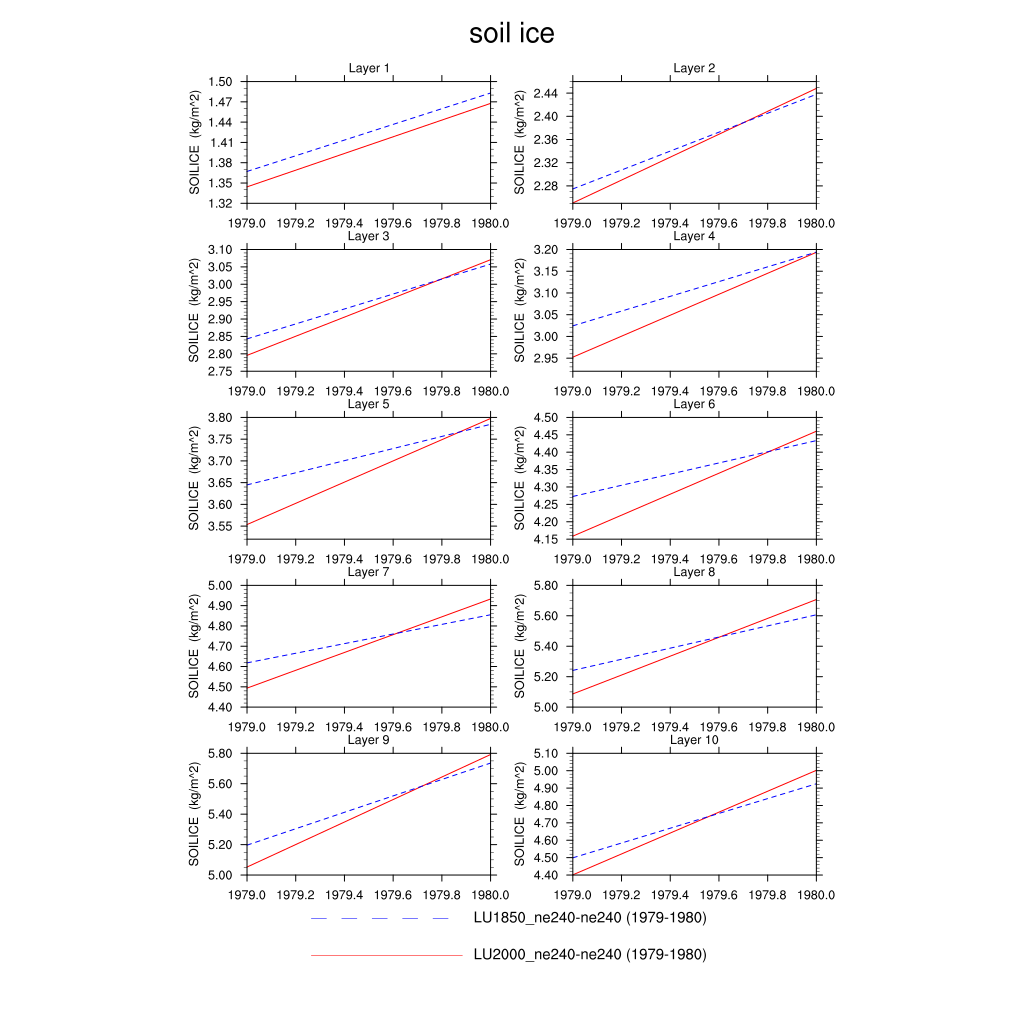 soil ice
Layer 1
SOILICE (kg/m^2)
1.50
1.47
1.44
1.41
1.38
1.35
1.32
1979.0 1979.2 1979.4 1979.6 1979.8 1980.0
Layer 2
SOILICE (kg/m^2)
2.44
2.40
2.36
2.32
2.28
1979.0 1979.2 1979.4 1979.6 1979.8 1980.0
Layer 3
SOILICE (kg/m^2)
3.10
3.05
3.00
2.95
2.90
2.85
2.80
2.75
1979.0 1979.2 1979.4 1979.6 1979.8 1980.0
Layer 4
SOILICE (kg/m^2)
3.20
3.15
3.10
3.05
3.00
2.95
1979.0 1979.2 1979.4 1979.6 1979.8 1980.0
Layer 5
SOILICE (kg/m^2)
3.80
3.75
3.70
3.65
3.60
3.55
1979.0 1979.2 1979.4 1979.6 1979.8 1980.0
Layer 6
SOILICE (kg/m^2)
4.50
4.45
4.40
4.35
4.30
4.25
4.20
4.15
1979.0 1979.2 1979.4 1979.6 1979.8 1980.0
Layer 7
SOILICE (kg/m^2)
5.00
4.90
4.80
4.70
4.60
4.50
4.40
1979.0 1979.2 1979.4 1979.6 1979.8 1980.0
Layer 8
SOILICE (kg/m^2)
5.80
5.60
5.40
5.20
5.00
1979.0 1979.2 1979.4 1979.6 1979.8 1980.0
Layer 9
SOILICE (kg/m^2)
5.80
5.60
5.40
5.20
5.00
1979.0 1979.2 1979.4 1979.6 1979.8 1980.0
Layer 10
SOILICE (kg/m^2)
5.10
5.00
4.90
4.80
4.70
4.60
4.50
4.40
1979.0 1979.2 1979.4 1979.6 1979.8 1980.0
LU1850_ne240-ne240 (1979-1980)
LU2000_ne240-ne240 (1979-1980)